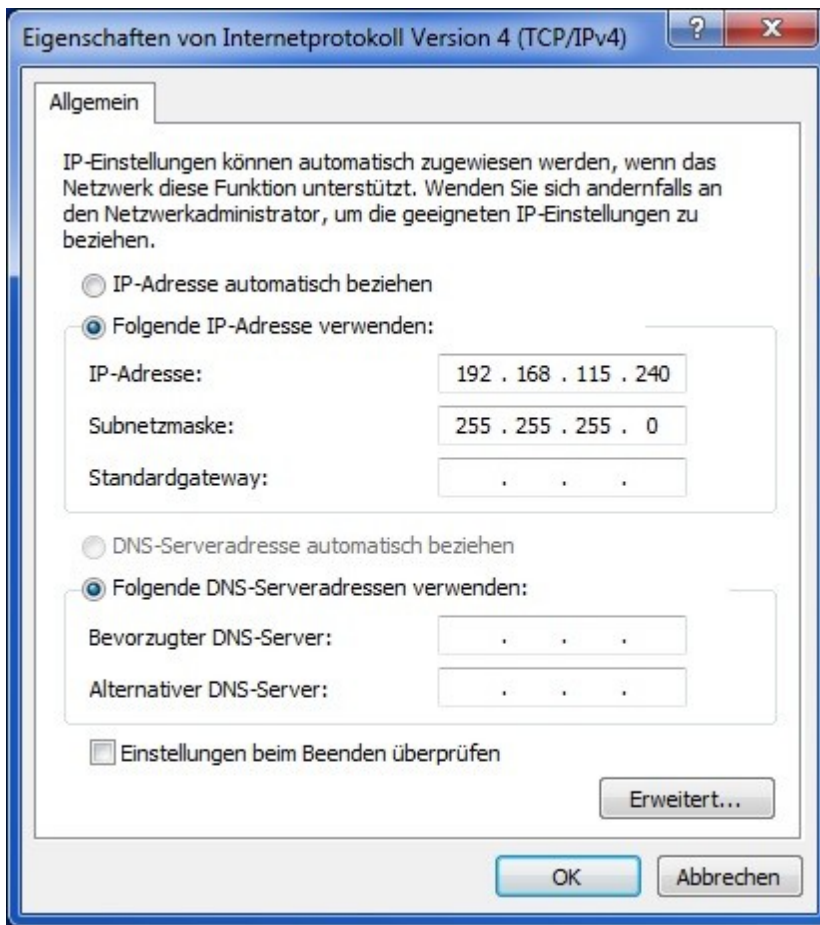 Eigenschaften von Internetprotokoll Version 4 (TCP/IPv4)
Allgemein
IP-Einstellungen können automatisch zugewiesen werden, wenn das
Netzwerk diese Funktion unterstützt. Wenden Sie sich andernfalls an
den Netzwerkadministrator, um die geeigneten IP-Einstellungen zu
beziehen.
IP-Adresse automatisch beziehen
Folgende IP-Adresse verwenden:
IP-Adresse: 192 . 168 . 115 . 240
Subnetzmaske: 255 . 255 . 255 . 0
Standardgateway: . . .
DNS-Serveradresse automatisch beziehen
Folgende DNS-Serveradressen verwenden:
Bevorzugter DNS-Server: . . .
Alternativer DNS-Server: . . .
Einstellungen beim Beenden überprüfen
Erweitert...
OK Abbrechen